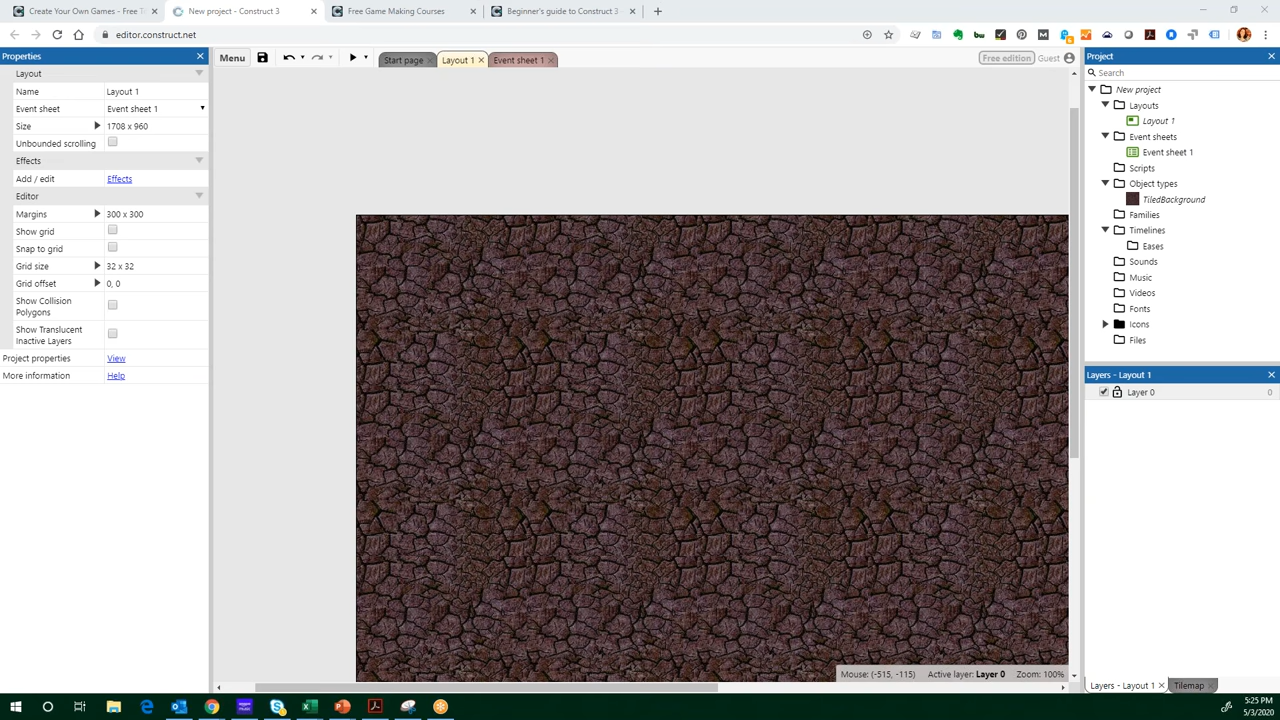 Create Your Own Games - Free T
New project - Construct 3
Free Game Making Courses
Beginner's guide to Construct 3
editor.construct.net
Properties
Menu
Start page
Layout 1
Event sheet 1
Free edition
Guest
Project
Layout
Name
Layout 1
Event sheet
Event sheet 1
Size
1708 x 960
Unbounded scrolling
Effects
Add / edit
Effects
Editor
Margins
300 x 300
Show grid
Snap to grid
Grid size
32 x 32
Grid offset
0, 0
Show Collision
Polygons
Show Translucent
Inactive Layers
Project properties
View
More information
Help
Search
New project
Layouts
Layout 1
Event sheets
Event sheet 1
Scripts
Object types
TiledBackground
Families
Timelines
Eases
Sounds
Music
Videos
Fonts
Icons
Files
Layers - Layout 1
Layer 0
0
Mouse: (-515, -115)
Active layer: Layer 0
Zoom: 100%
Layers - Layout 1
Tilemap
5:25 PM
5/3/2020